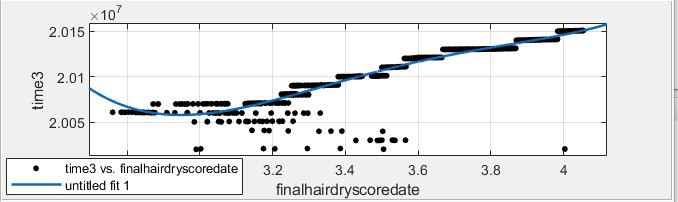 ×10⁷
2.015
2.01
2.005
time3
3.2
3.4
3.6
3.8
4
finalhairdryscoredate
time3 vs. finalhairdryscoredate
untitled fit 1